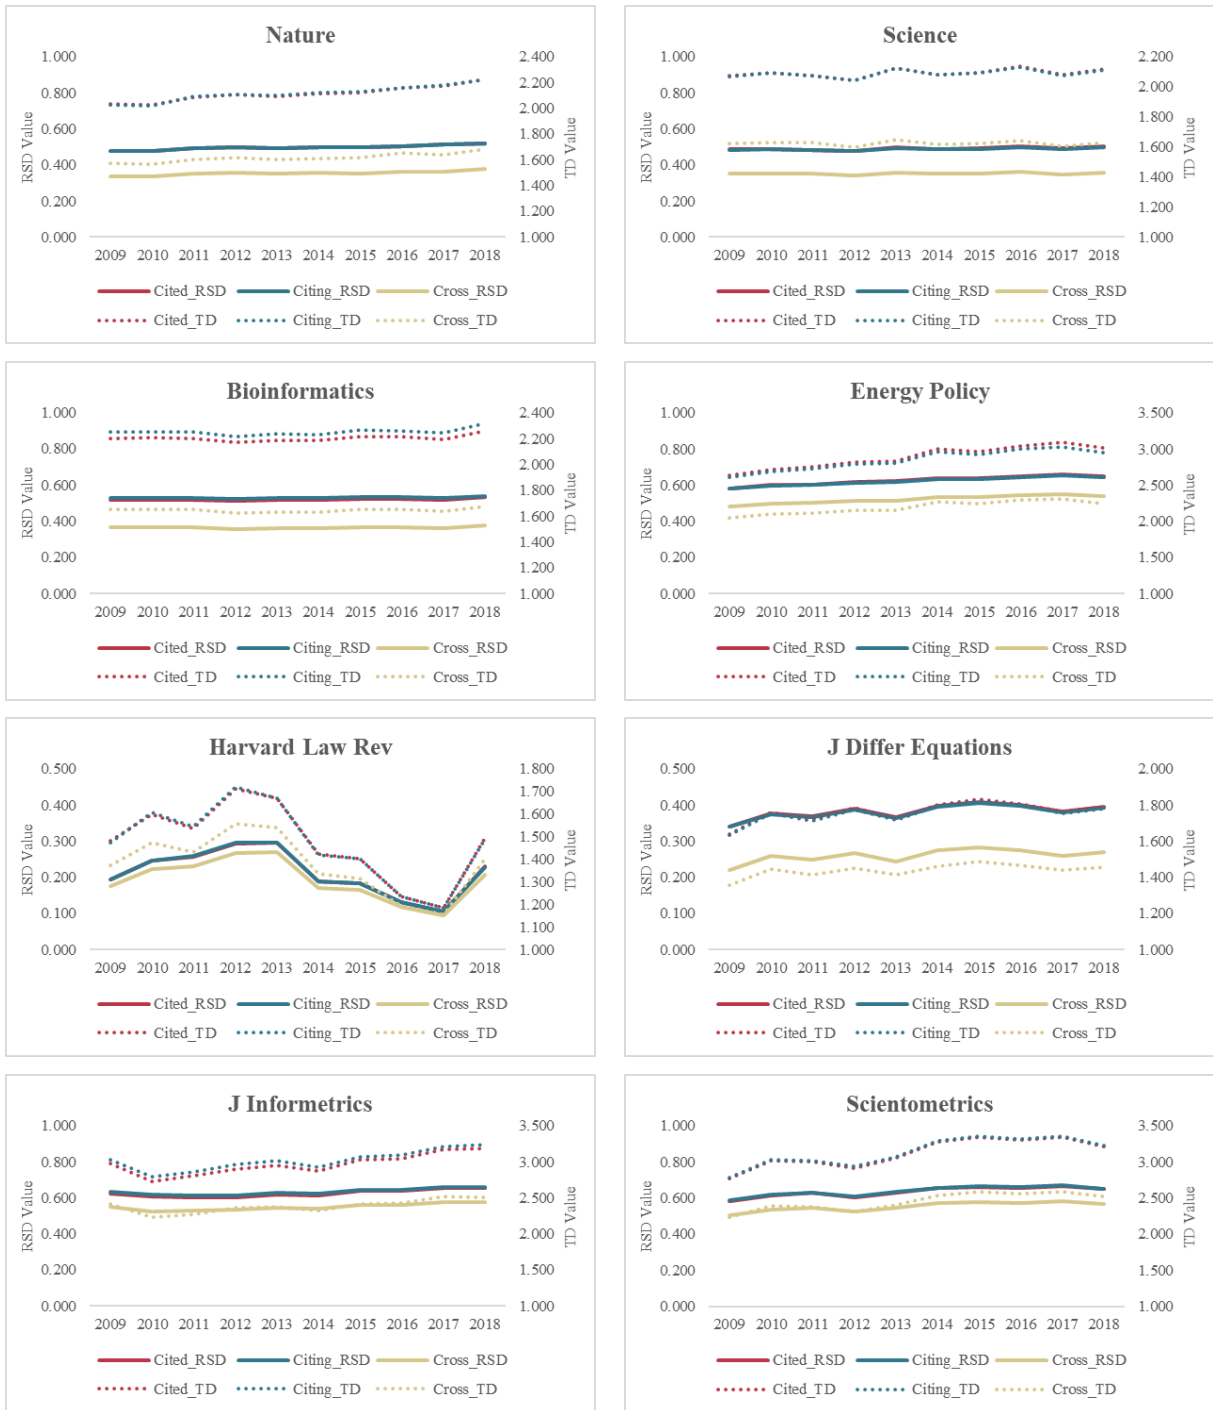 Nature
1.000 2.400
0.800 2.200
2.000
0.600 1.800
0.400 1.600
1.400
0.200 1.200
0.000 1.000
RSD Value
TD Value
2009 2010 2011 2012 2013 2014 2015 2016 2017 2018
Cited_RSD Citing_RSD Cross_RSD
Cited_TD Citing_TD Cross_TD
Science
1.000 2.200
0.800 2.000
0.600 1.800
0.400 1.600
0.200 1.400
1.200
0.000 1.000
RSD Value
TD Value
2009 2010 2011 2012 2013 2014 2015 2016 2017 2018
Cited_RSD Citing_RSD Cross_RSD
Cited_TD Citing_TD Cross_TD
Bioinformatics
1.000 2.400
0.800 2.200
2.000
0.600 1.800
0.400 1.600
1.400
0.200 1.200
0.000 1.000
RSD Value
TD Value
2009 2010 2011 2012 2013 2014 2015 2016 2017 2018
Cited_RSD Citing_RSD Cross_RSD
Cited_TD Citing_TD Cross_TD
Energy Policy
1.000 3.500
0.800 3.000
0.600 2.500
0.400 2.000
0.200 1.500
0.000 1.000
RSD Value
TD Value
2009 2010 2011 2012 2013 2014 2015 2016 2017 2018
Cited_RSD Citing_RSD Cross_RSD
Cited_TD Citing_TD Cross_TD
Harvard Law Rev
0.500 1.800
1.700
0.400 1.600
0.300 1.500
1.400
0.200 1.300
0.100 1.200
1.100
0.000 1.000
RSD Value
TD Value
2009 2010 2011 2012 2013 2014 2015 2016 2017 2018
Cited_RSD Citing_RSD Cross_RSD
Cited_TD Citing_TD Cross_TD
J Differ Equations
0.500 2.000
0.400 1.800
0.300 1.600
0.200 1.400
0.100 1.200
0.000 1.000
RSD Value
TD Value
2009 2010 2011 2012 2013 2014 2015 2016 2017 2018
Cited_RSD Citing_RSD Cross_RSD
Cited_TD Citing_TD Cross_TD
J Informetrics
1.000 3.500
0.800 3.000
0.600 2.500
0.400 2.000
0.200 1.500
0.000 1.000
RSD Value
TD Value
2009 2010 2011 2012 2013 2014 2015 2016 2017 2018
Cited_RSD Citing_RSD Cross_RSD
Cited_TD Citing_TD Cross_TD
Scientometrics
1.000 3.500
0.800 3.000
0.600 2.500
0.400 2.000
0.200 1.500
0.000 1.000
RSD Value
TD Value
2009 2010 2011 2012 2013 2014 2015 2016 2017 2018
Cited_RSD Citing_RSD Cross_RSD
Cited_TD Citing_TD Cross_TD